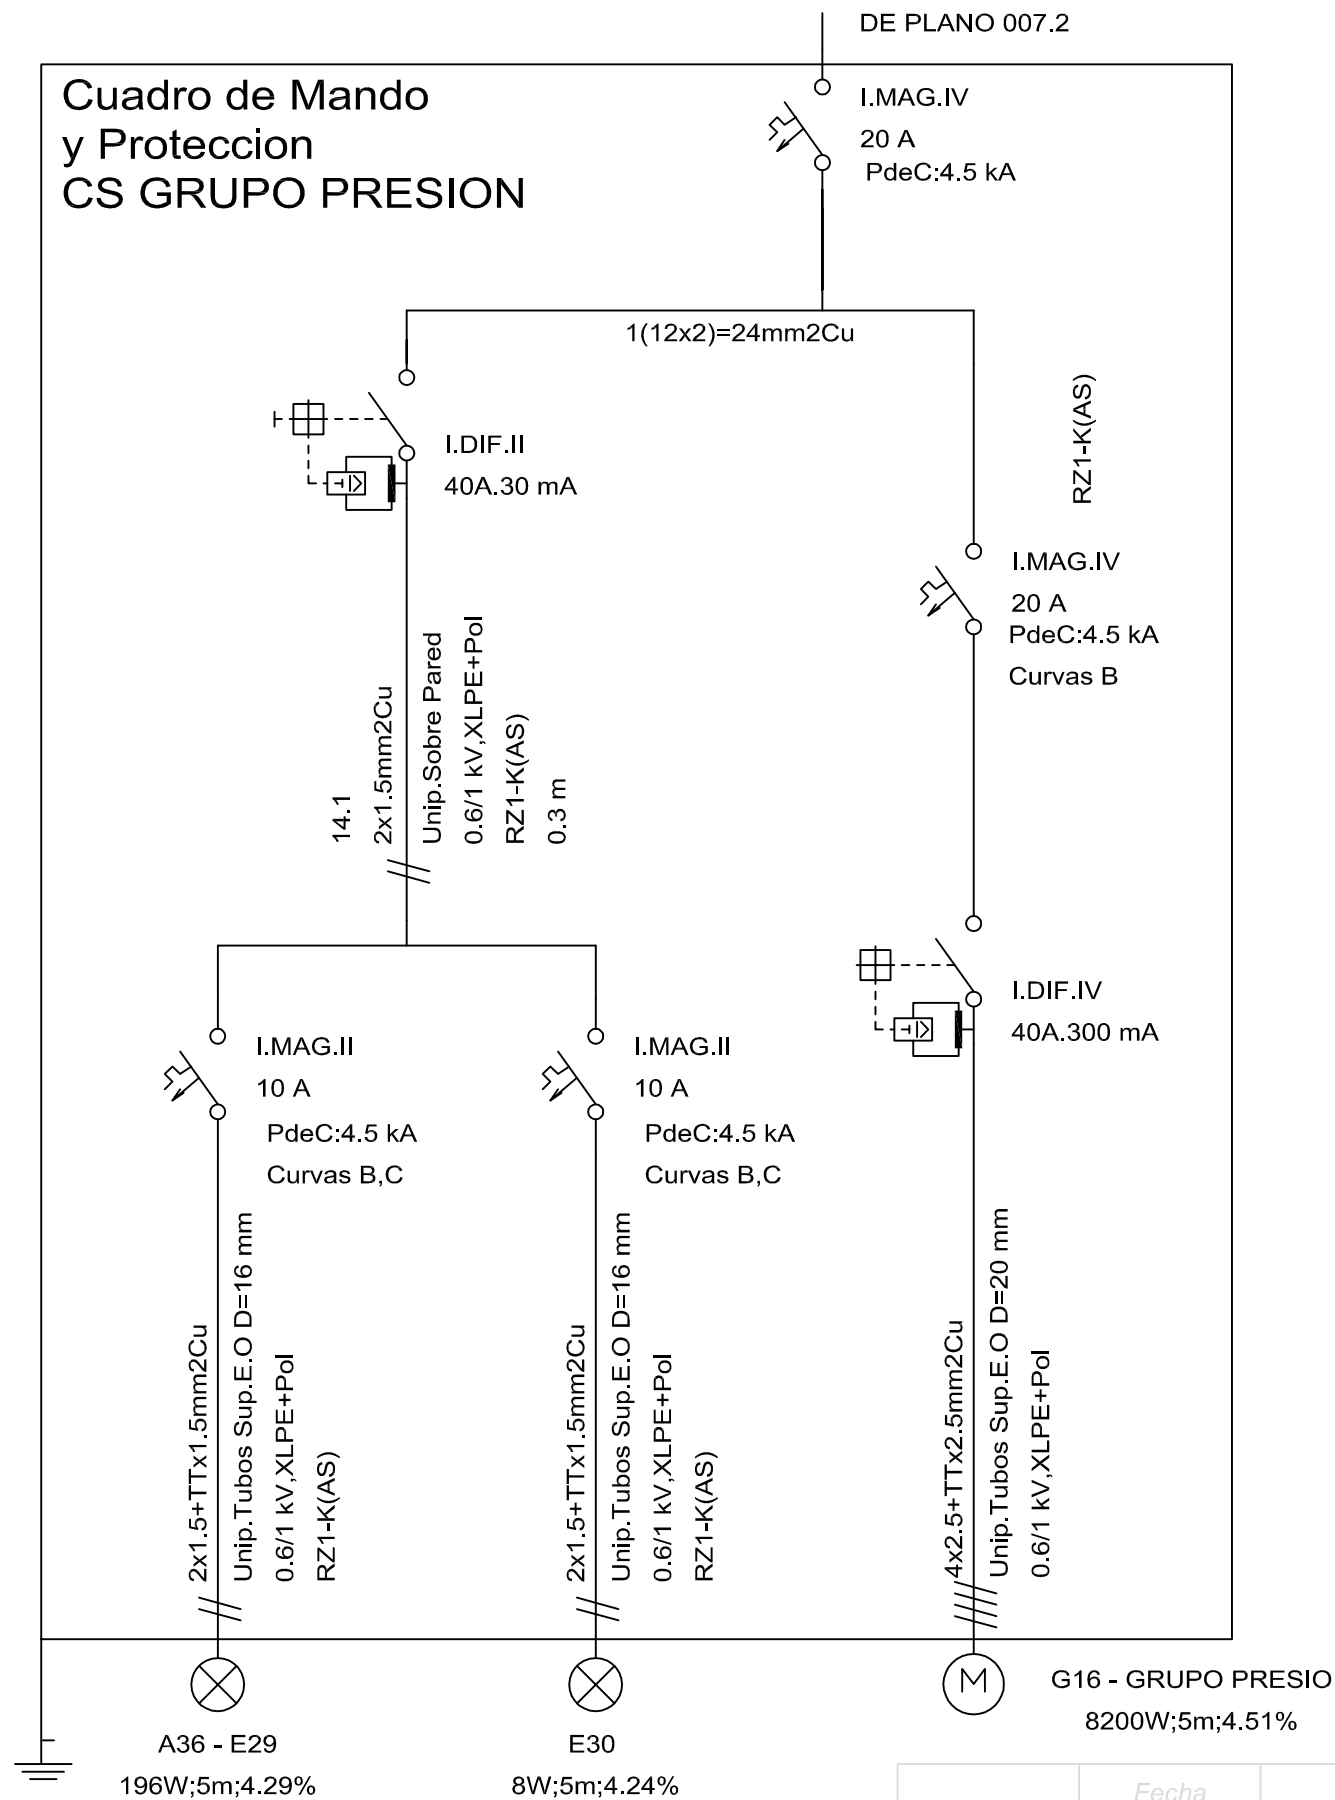 DE PLANO 007.2
Cuadro de Mando
y Proteccion
CS GRUPO PRESION
I.MAG.IV
20 A
PdeC:4.5 kA
1(12x2)=24mm2Cu
I.DIF.II
40A.30 mA
RZ1-K(AS)
I.MAG.IV
20 A
PdeC:4.5 kA
Curvas B
14.1
2x1.5mm2Cu
Unip.Sobre Pared
0.6/1 kV,XLPE+Pol
RZ1-K(AS)
0.3 m
I.DIF.IV
40A.300 mA
I.MAG.II
10 A
PdeC:4.5 kA
Curvas B,C
I.MAG.II
10 A
PdeC:4.5 kA
Curvas B,C
2x1.5+TTx1.5mm2Cu
Unip.Tubos Sup.E.O D=16 mm
0.6/1 kV,XLPE+Pol
RZ1-K(AS)
2x1.5+TTx1.5mm2Cu
Unip.Tubos Sup.E.O D=16 mm
0.6/1 kV,XLPE+Pol
RZ1-K(AS)
4x2.5+TTx2.5mm2Cu
Unip.Tubos Sup.E.O D=20 mm
0.6/1 kV,XLPE+Pol
M
G16 - GRUPO PRESIO
8200W;5m;4.51%
A36 - E29
196W;5m;4.29%
E30
8W;5m;4.24%
Fecha